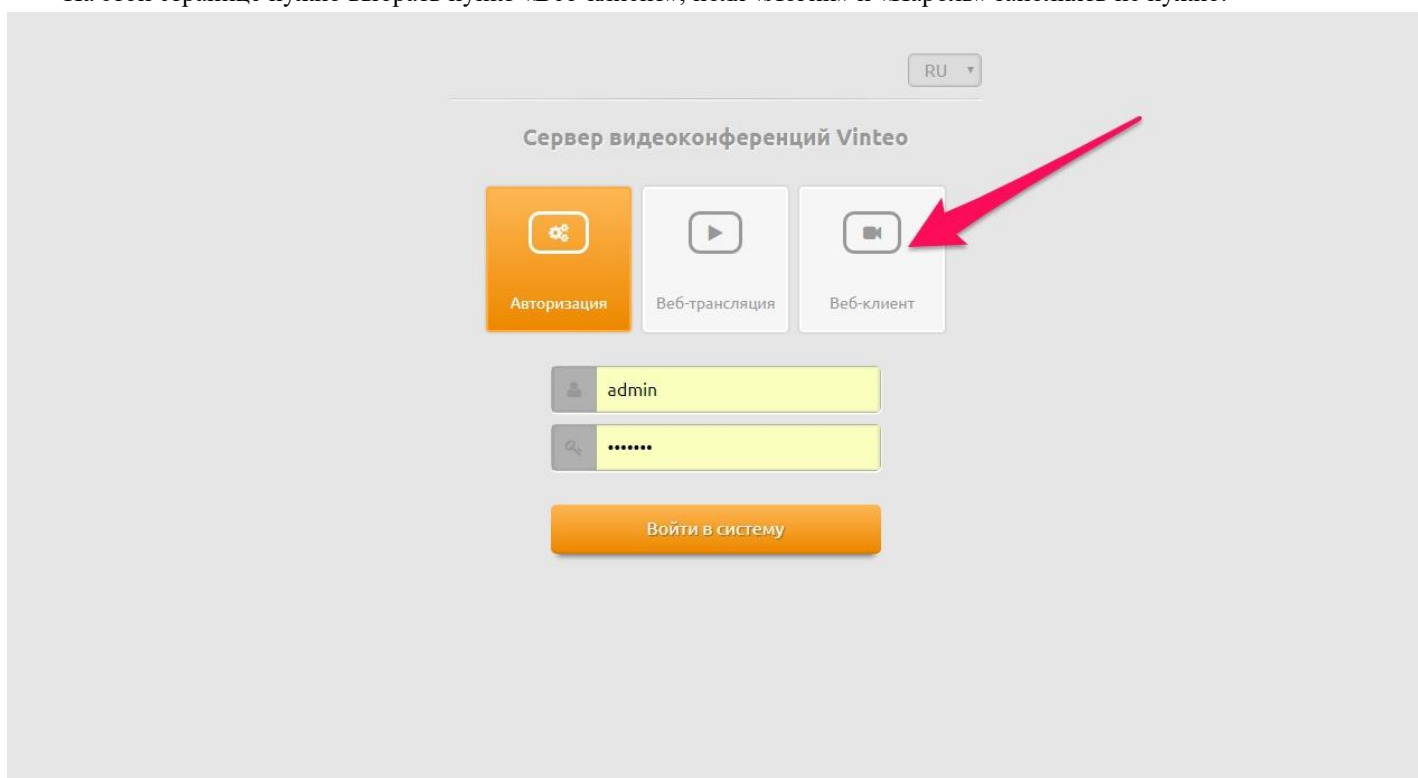 RU
Сервер видеоконференций Vinteo
Авторизация
Веб-трансляция
Веб-клиент
admin
•••••••
Войти в систему